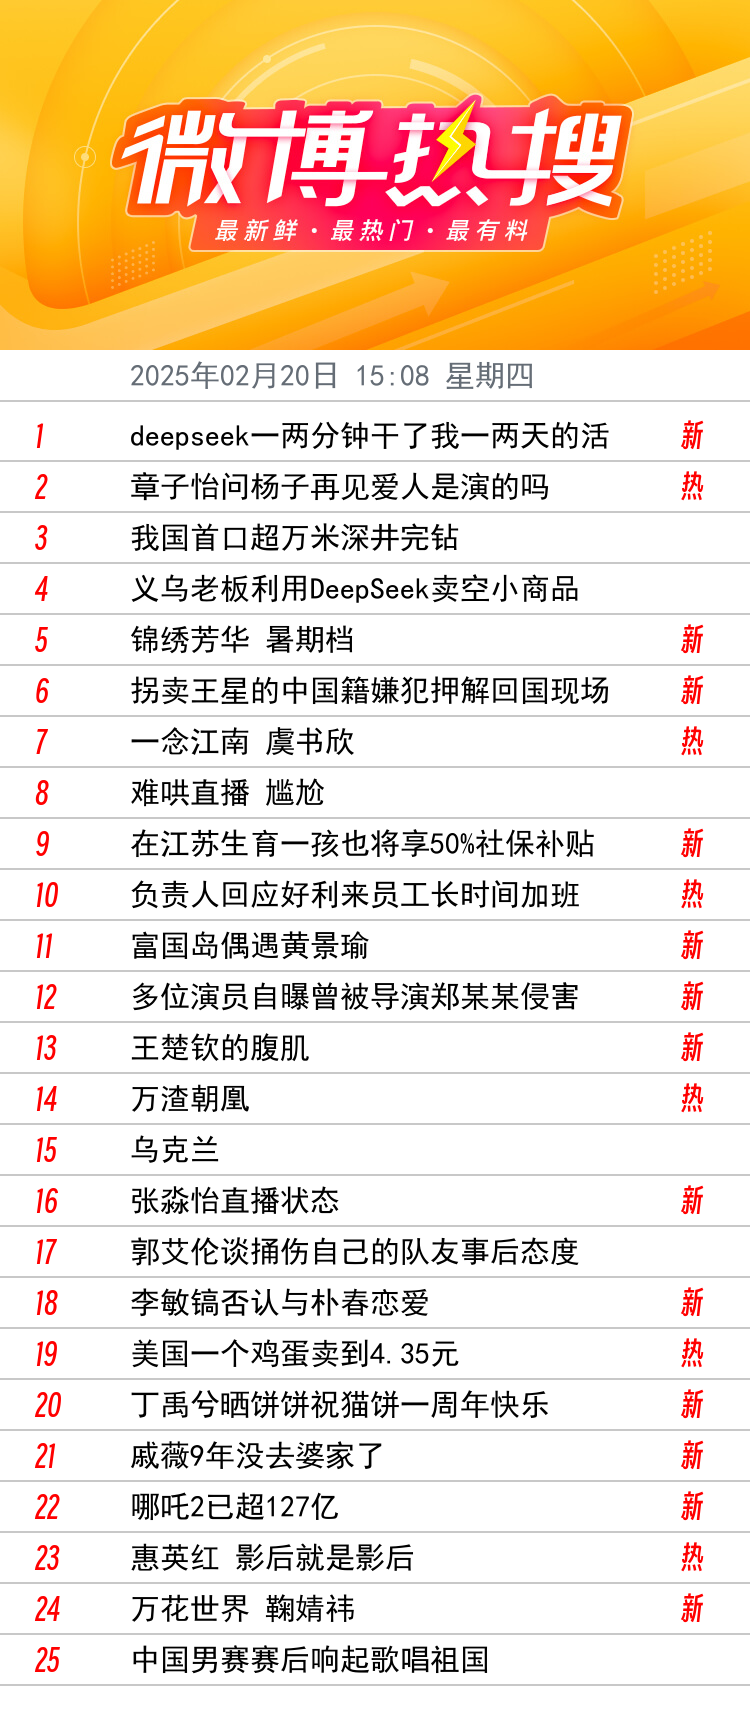 微博热搜
最新鲜·最热门·最有料
2025年02月20日 15:08 星期四
1 deepseek一两分钟干了我一两天的活 新
2 章子怡问杨子再见爱人是演的吗 热
3 我国首口超万米深井完钻
4 义乌老板利用DeepSeek卖空小商品
5 锦绣芳华 暑期档 新
6 拐卖王星的中国籍嫌犯押解回国现场 新
7 一念江南 虞书欣 热
8 难哄直播 尴尬
9 在江苏生育一孩也将享50%社保补贴 新
10 负责人回应好利来员工长时间加班 热
11 富国岛偶遇黄景瑜 新
12 多位演员自曝曾被导演郑某某侵害 新
13 王楚钦的腹肌 新
14 万渣朝凰 热
15 乌克兰
16 张淼怡直播状态 新
17 郭艾伦谈捅伤自己的队友事后态度
18 李敏镐否认与朴春恋爱 新
19 美国一个鸡蛋卖到4.35元 热
20 丁禹兮晒饼饼祝猫饼一周年快乐 新
21 戚薇9年没去婆家了 新
22 哪吒2已超127亿 新
23 惠英红 影后就是影后 热
24 万花世界 鞠婧祎 新
25 中国男赛赛后响起歌唱祖国